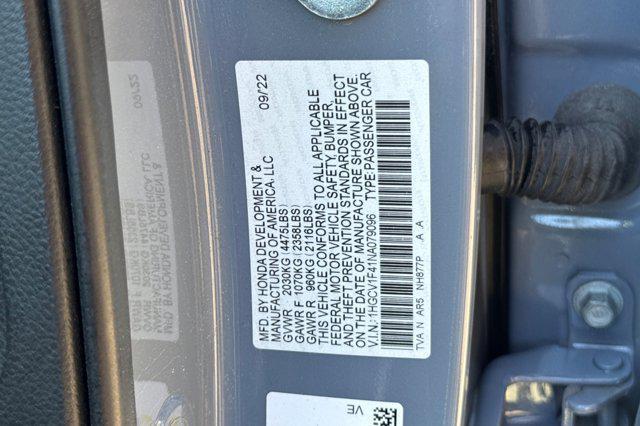 MFD. BY HONDA DEVELOPMENT & 09/22
MANUFACTURING OF AMERICA, LLC
GVWR 2030KG (4475LBS)
GAWR F 1070KG (2358LBS)
GAWR R 960KG (2116LBS)
THIS VEHICLE CONFORMS TO ALL APPLICABLE
FEDERAL MOTOR VEHICLE SAFETY, BUMPER,
AND THEFT PREVENTION STANDARDS IN EFFECT
ON THE DATE OF MANUFACTURE SHOWN ABOVE.
V.I.N.: 1HGCV1F41NA079096 TYPE: PASSENGER CAR
TVA N AR5 NH877P A A
VE